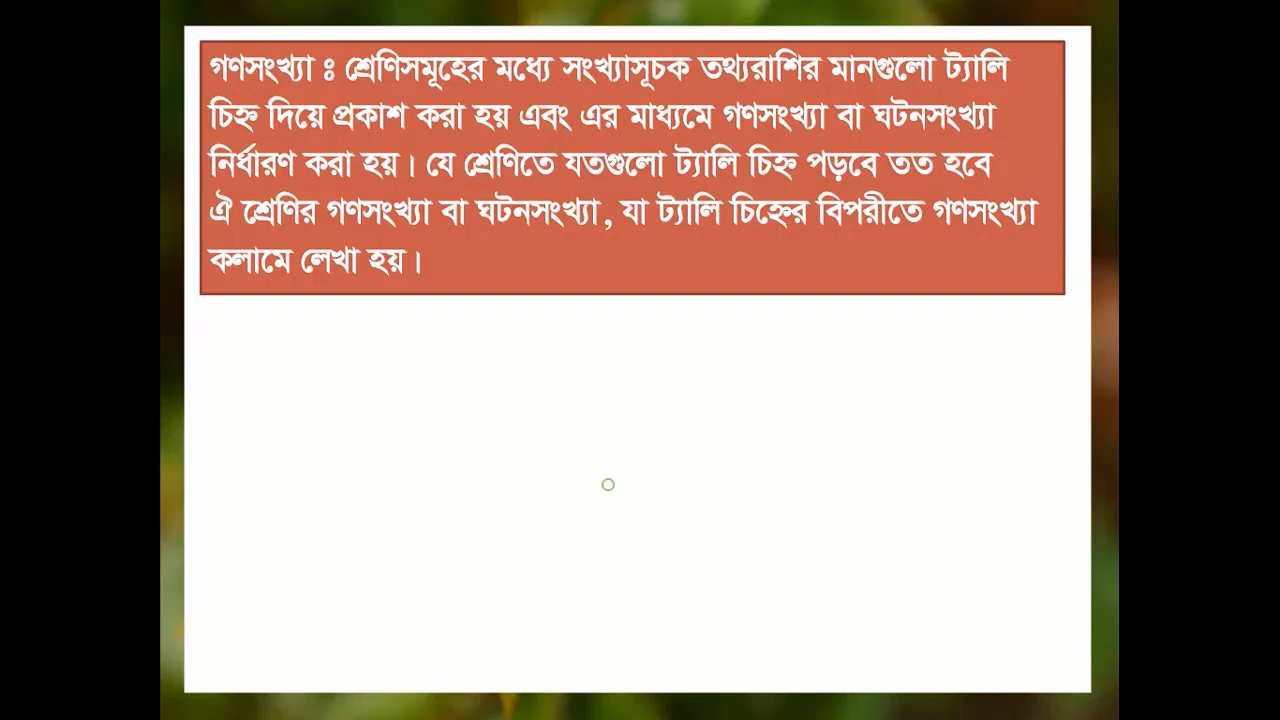 গণসংখ্যা ঃ শ্রেণিসমূহের মধ্যে সংখ্যাসূচক তথ্যরাশির মানগুলো ট্যালি
চিহ্ন দিয়ে প্রকাশ করা হয় এবং এর মাধ্যমে গণসংখ্যা বা ঘটনসংখ্যা
নির্ধারণ করা হয়। যে শ্রেণিতে যতগুলো ট্যালি চিহ্ন পড়বে তত হবে
ঐ শ্রেণির গণসংখ্যা বা ঘটনসংখ্যা, যা ট্যালি চিহ্নের বিপরীতে গণসংখ্যা
কলামে লেখা হয়।